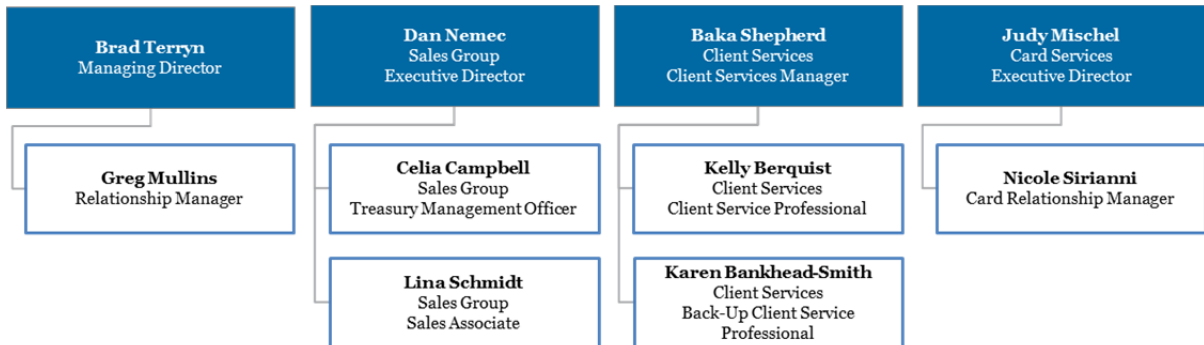 Brad Terryn
Managing Director
Greg Mullins
Relationship Manager
Dan Nemec
Sales Group
Executive Director
Celia Campbell
Sales Group
Treasury Management Officer
Lina Schmidt
Sales Group
Sales Associate
Baka Shepherd
Client Services
Client Services Manager
Kelly Berquist
Client Services
Client Service Professional
Karen Bankhead-Smith
Client Services
Back-Up Client Service
Professional
Judy Mischel
Card Services
Executive Director
Nicole Sirianni
Card Relationship Manager